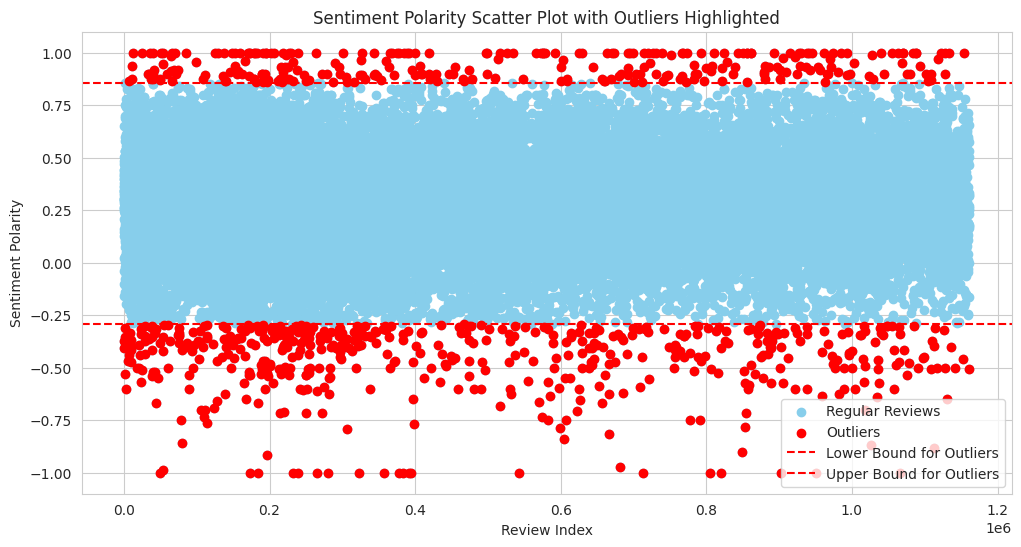 Sentiment Polarity Scatter Plot with Outliers Highlighted
1.00
0.75
0.50
0.25
0.00
−0.25
−0.50
−0.75
−1.00
Sentiment Polarity
Regular Reviews
Outliers
Lower Bound for Outliers
Upper Bound for Outliers
0.0
0.2
0.4
0.6
0.8
1.0
1.2
1e6
Review Index